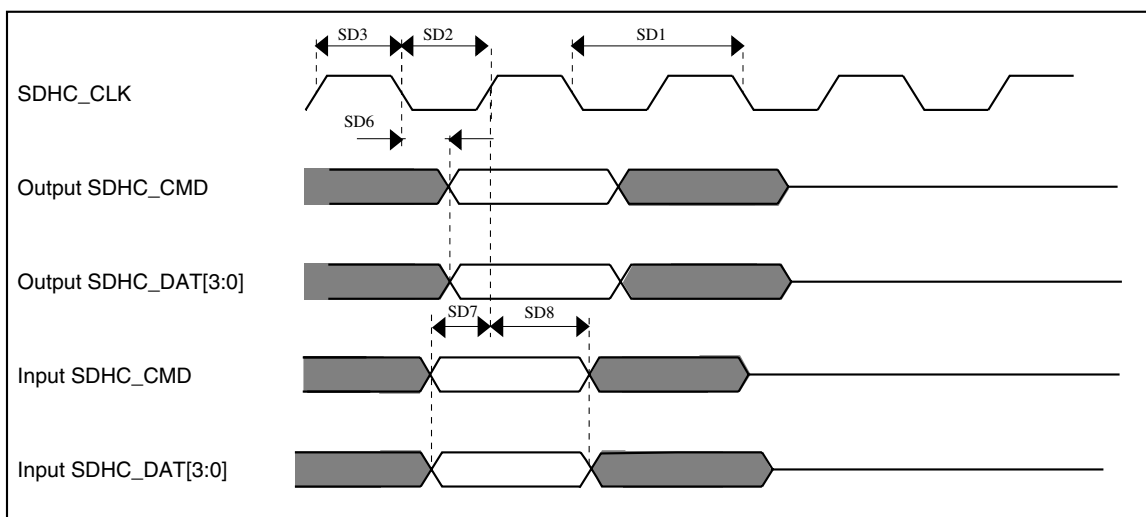 SD3 SD2 SD1
SDHC_CLK
SD6
Output SDHC_CMD
Output SDHC_DAT[3:0]
SD7 SD8
Input SDHC_CMD
Input SDHC_DAT[3:0]